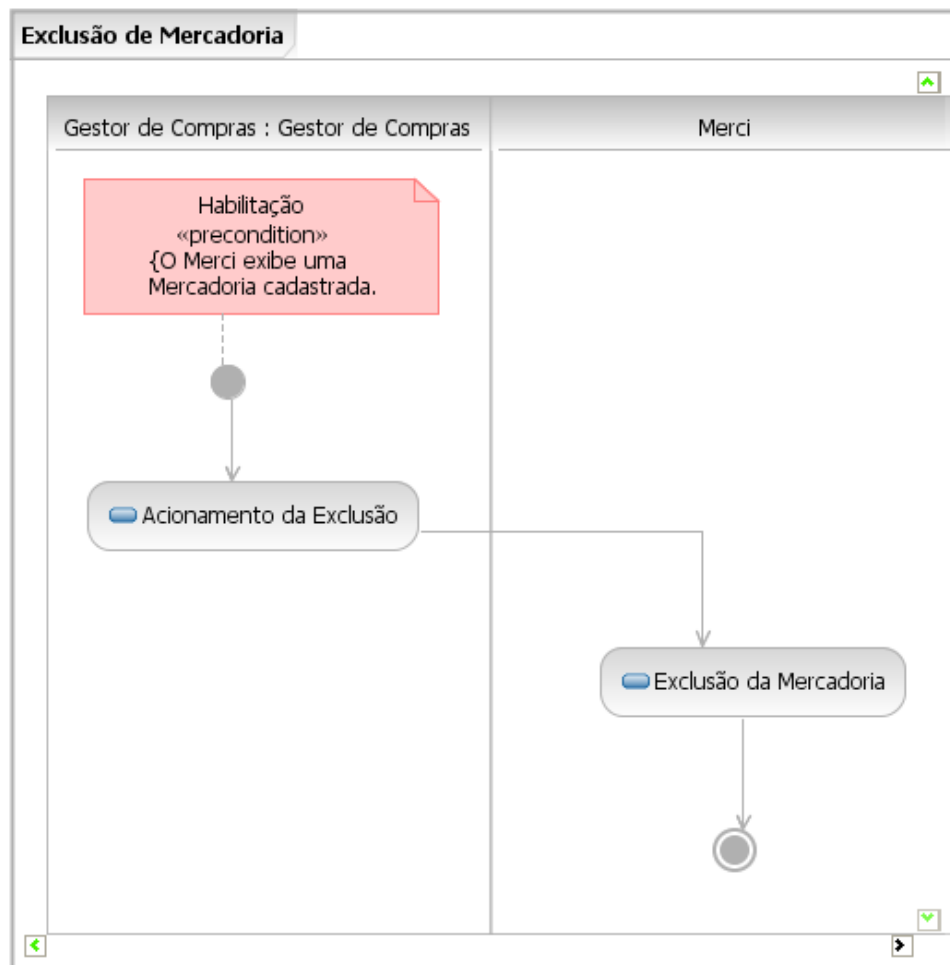 Exclusão de Mercadoria
Gestor de Compras : Gestor de Compras
Merci
Habilitação
«precondition»
{O Merci exibe uma
Mercadoria cadastrada.
Acionamento da Exclusão
Exclusão da Mercadoria